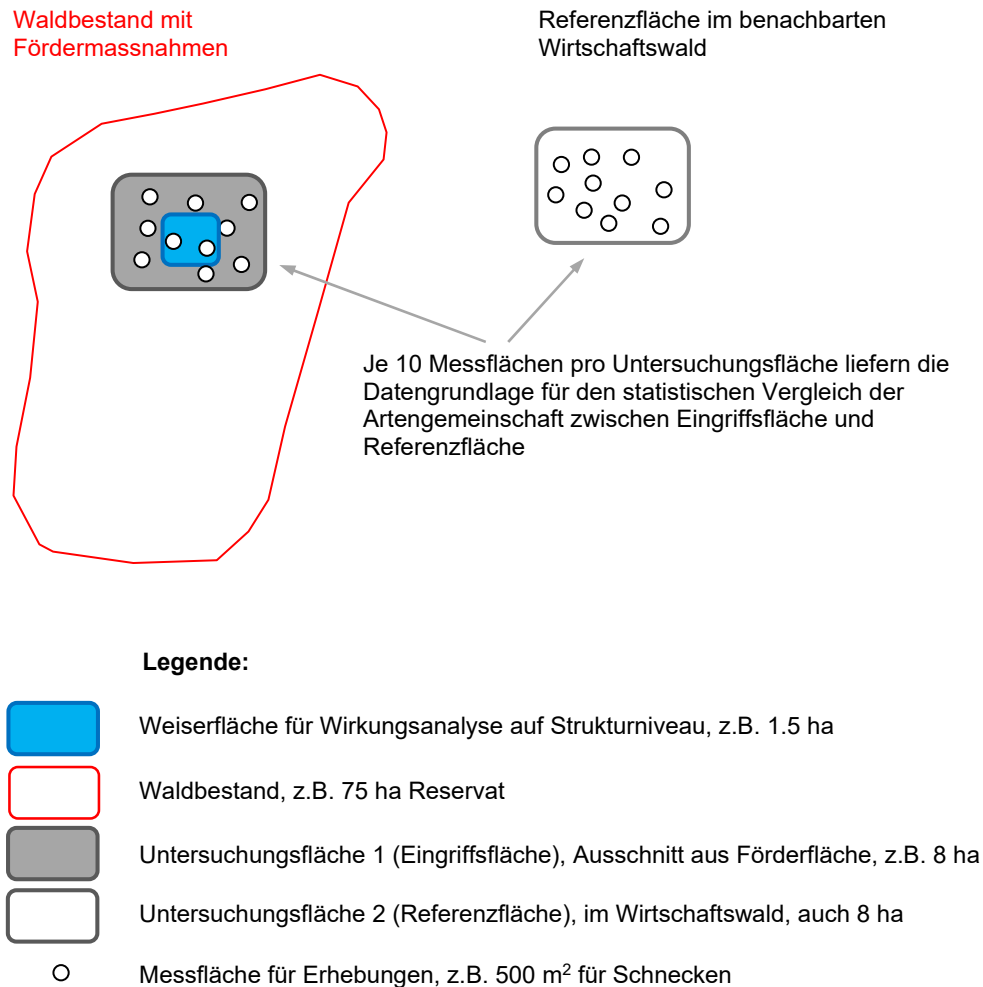 Waldbestand mit
Fördermassnahmen
Referenzfläche im benachbarten
Wirtschaftswald
Je 10 Messflächen pro Untersuchungsfläche liefern die
Datengrundlage für den statistischen Vergleich der
Artengemeinschaft zwischen Eingriffsfläche und
Referenzfläche
Legende:
Weiserfläche für Wirkungsanalyse auf Strukturniveau, z.B. 1.5 ha
Waldbestand, z.B. 75 ha Reservat
Untersuchungsfläche 1 (Eingriffsfläche), Ausschnitt aus Förderfläche, z.B. 8 ha
Untersuchungsfläche 2 (Referenzfläche), im Wirtschaftswald, auch 8 ha
Messfläche für Erhebungen, z.B. 500 m² für Schnecken